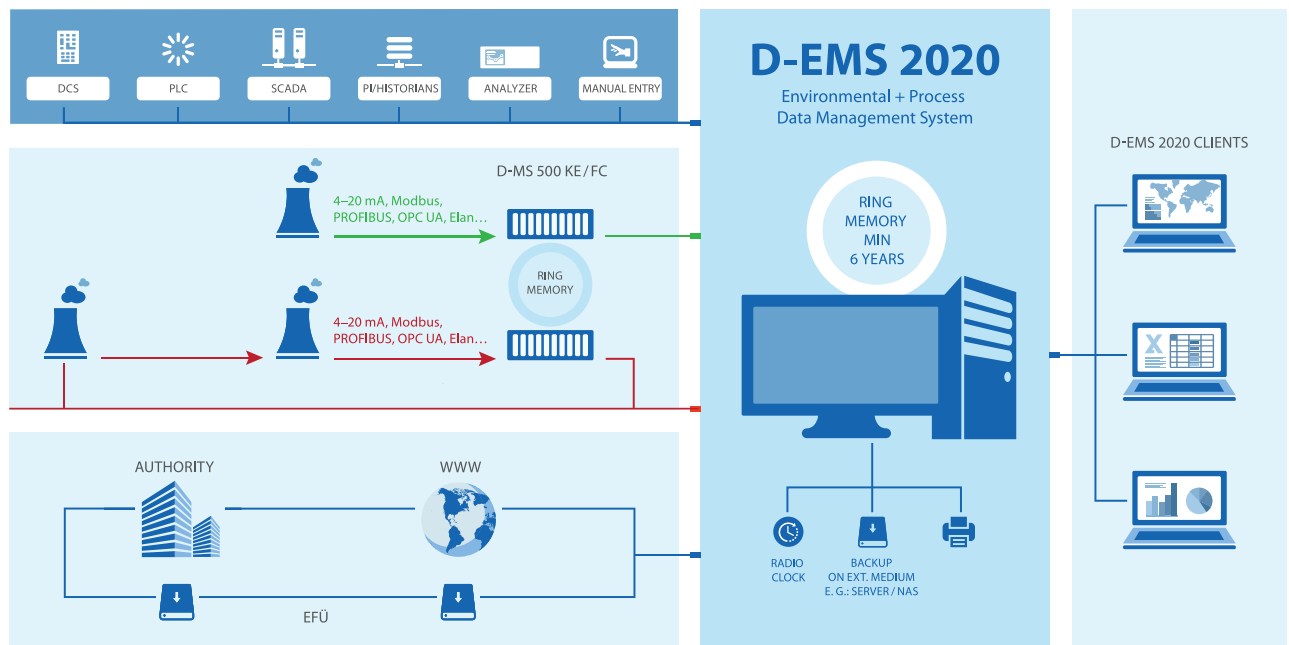 DCS
PLC
SCADA
PI/HISTORIANS
ANALYZER
MANUAL ENTRY
D-MS 500 KE/FC
4–20 mA, Modbus,
PROFIBUS, OPC UA, Elan…
RING
MEMORY
4–20 mA, Modbus,
PROFIBUS, OPC UA, Elan…
AUTHORITY
WWW
EFÜ
D-EMS 2020
Environmental + Process
Data Management System
RING
MEMORY
MIN
6 YEARS
RADIO
CLOCK
BACKUP
ON EXT. MEDIUM
E. G.: SERVER / NAS
D-EMS 2020 CLIENTS
X